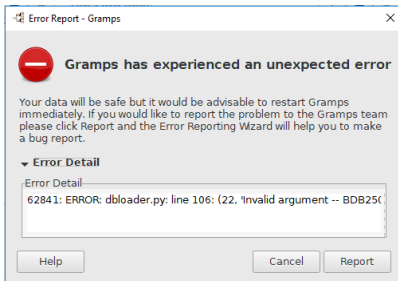 Error Report - Gramps
Gramps has experienced an unexpected error
Your data will be safe but it would be advisable to restart Gramps
immediately. If you would like to report the problem to the Gramps team
please click Report and the Error Reporting Wizard will help you to make
a bug report.
Error Detail
Error Detail
62841: ERROR: dbloader.py: line 106: (22, 'Invalid argument -- BDB250
Help Cancel Report